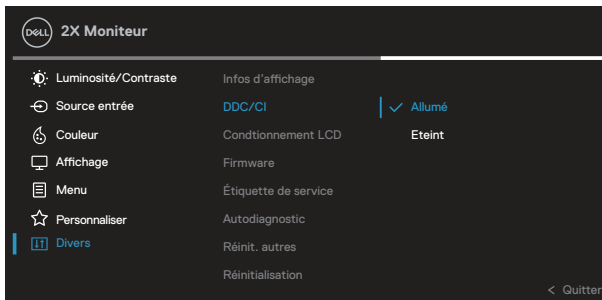 DELL 2X Moniteur
Luminosité/Contraste Infos d'affichage
Source entrée DDC/CI Allumé
Couleur Condtionnement LCD Eteint
Affichage Firmware
Menu Étiquette de service
Personnaliser Autodiagnostic
Divers Réinit. autres
Réinitialisation
< Quitter